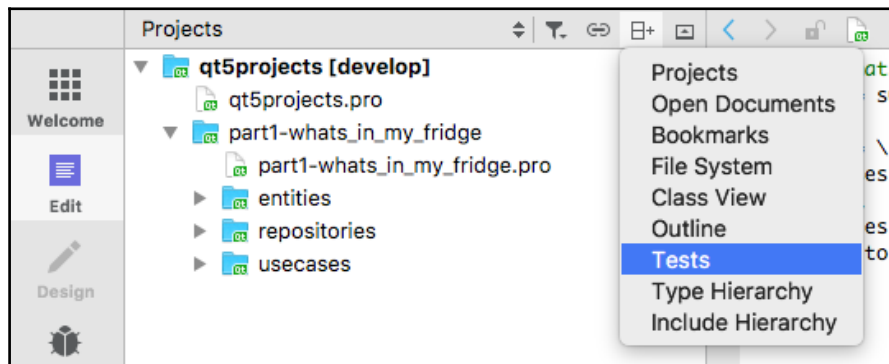 Projects
Welcome
Edit
Design
qt5projects [develop]
qt5projects.pro
part1-whats_in_my_fridge
part1-whats_in_my_fridge.pro
entities
repositories
usecases
Projects
Open Documents
Bookmarks
File System
Class View
Outline
Tests
Type Hierarchy
Include Hierarchy